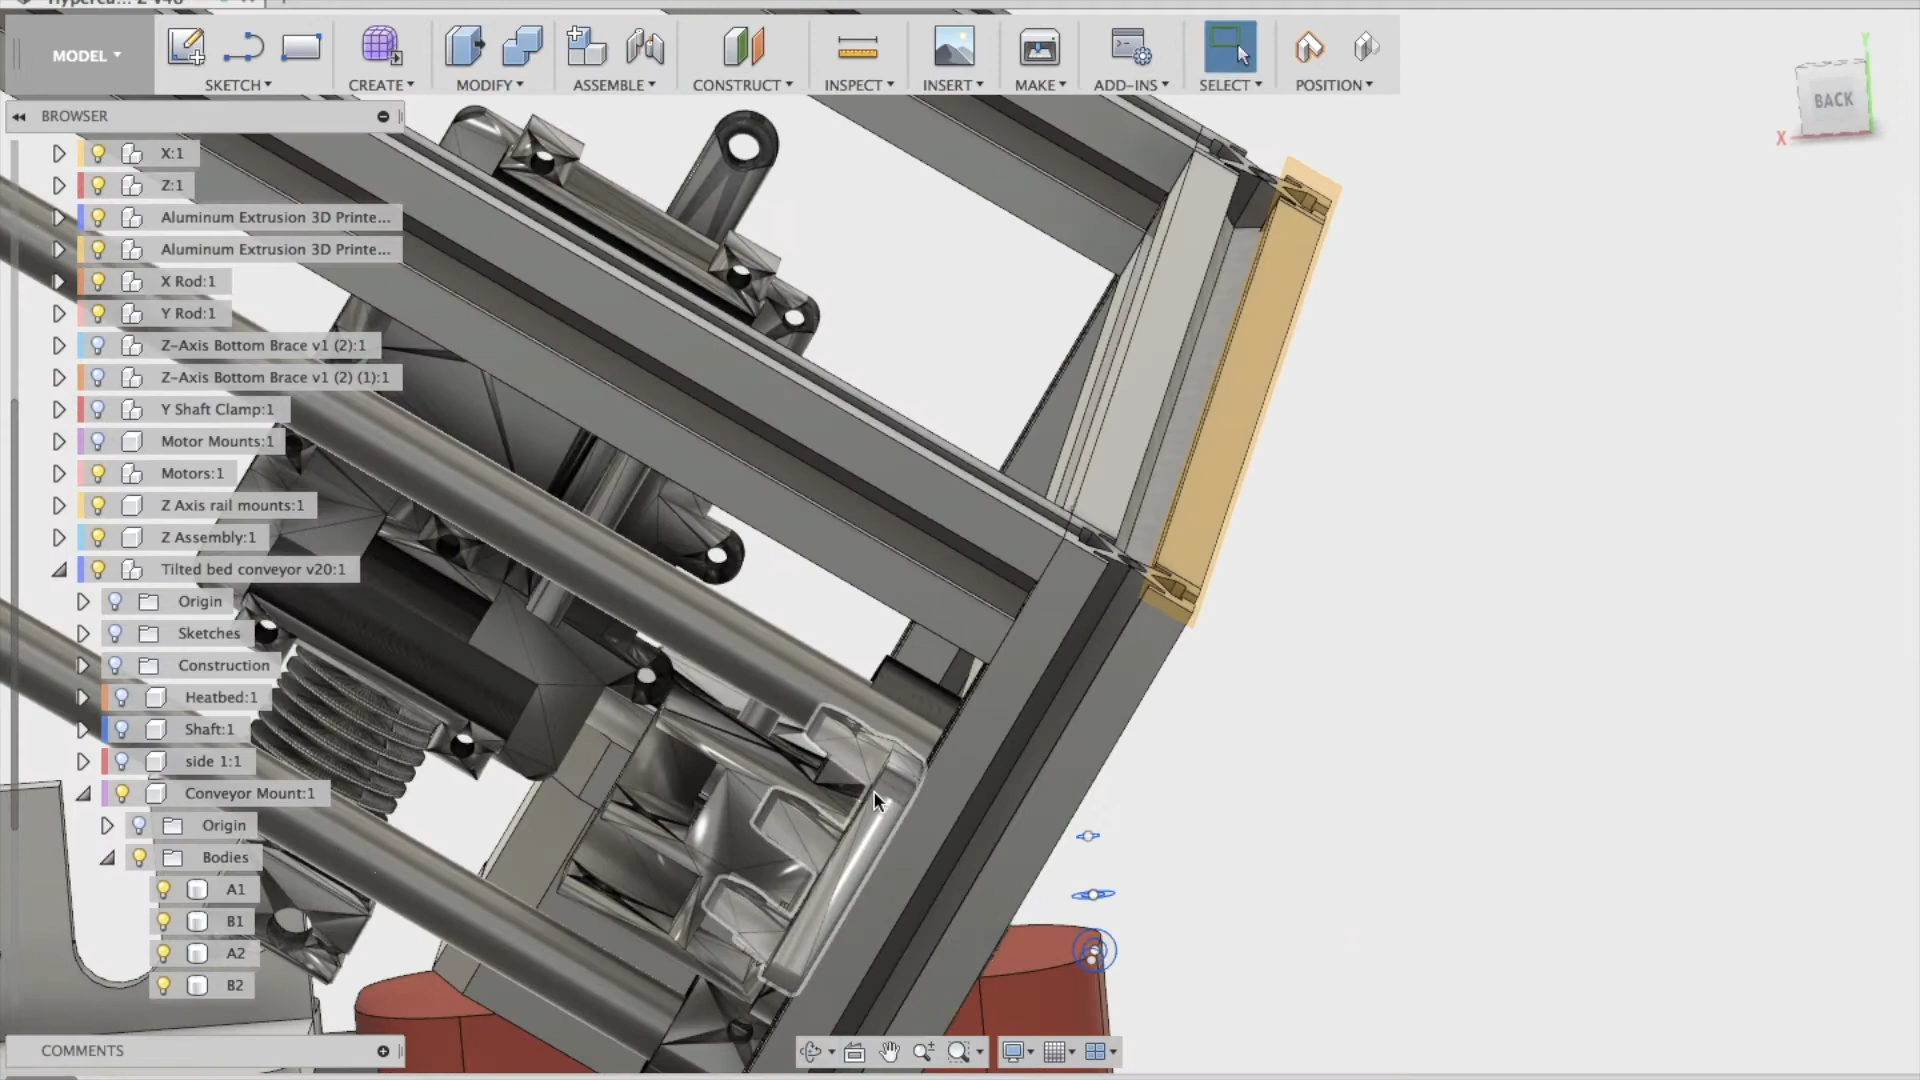 MODEL
SKETCH
CREATE
MODIFY
ASSEMBLE
CONSTRUCT
INSPECT
INSERT
MAKE
ADD-INS
SELECT
POSITION
Y
BACK
X
BROWSER
X:1
Z:1
Aluminum Extrusion 3D Printe...
Aluminum Extrusion 3D Printe...
X Rod:1
Y Rod:1
Z-Axis Bottom Brace v1 (2):1
Z-Axis Bottom Brace v1 (2) (1):1
Y Shaft Clamp:1
Motor Mounts:1
Motors:1
Z Axis rail mounts:1
Z Assembly:1
Tilted bed conveyor v20:1
Origin
Sketches
Construction
Heatbed:1
Shaft:1
side 1:1
Conveyor Mount:1
Origin
Bodies
A1
B1
A2
B2
COMMENTS